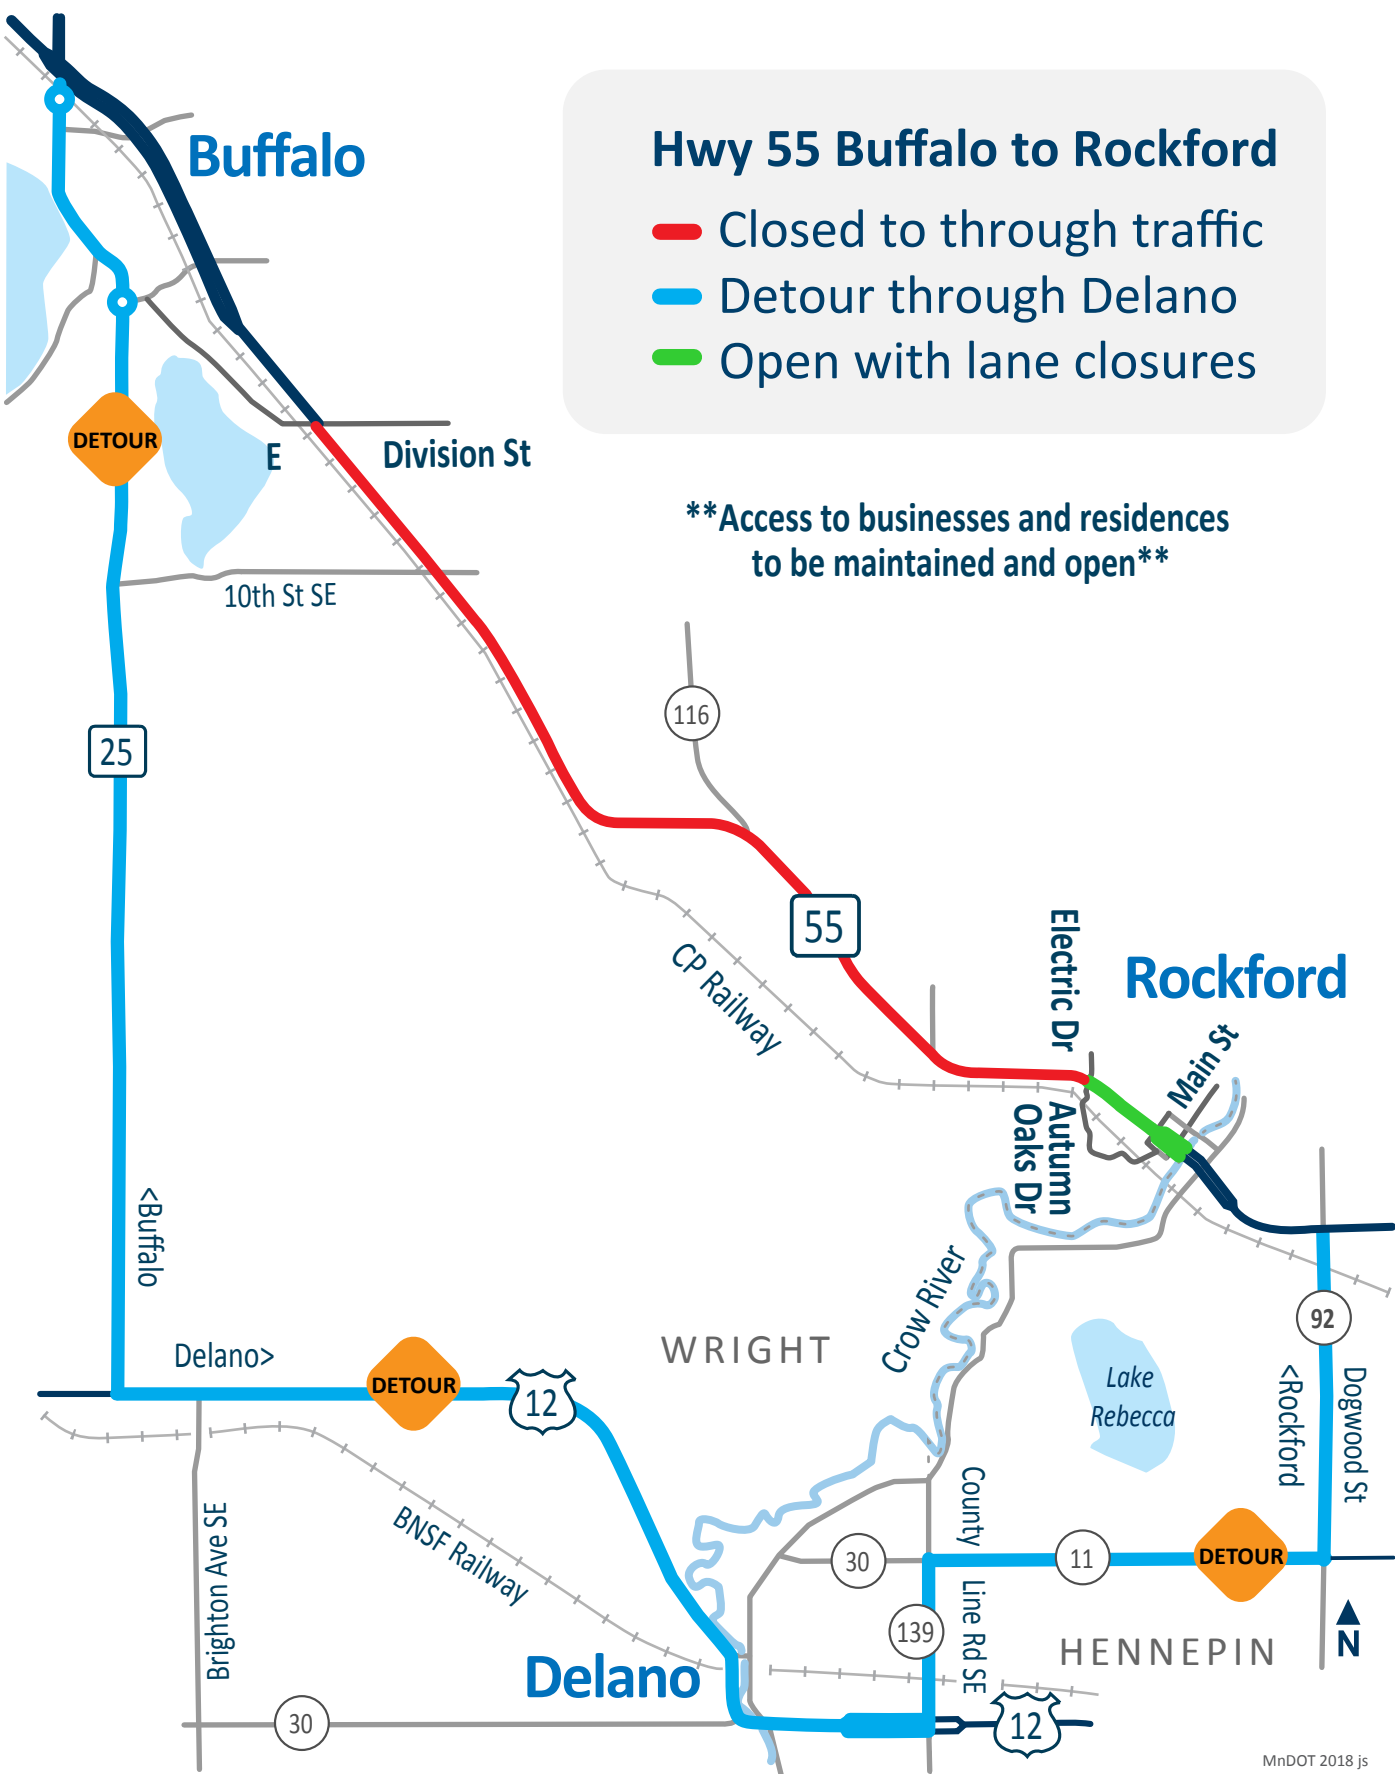 Buffalo
Hwy 55 Buffalo to Rockford
Closed to through traffic
Detour through Delano
Open with lane closures
DETOUR
E
Division St
**Access to businesses and residences
to be maintained and open**
10th St SE
116
25
55
Electric Dr
Rockford
CP Railway
Main St
Autumn
Oaks Dr
<Buffalo
Crow River
92
WRIGHT
Delano>
DETOUR
12
Lake
Rebecca
<Rockford
Dogwood St
County
Line Rd SE
BNSF Railway
Brighton Ave SE
30
11
DETOUR
139
N
HENNEPIN
Delano
30
12
MnDOT 2018 js